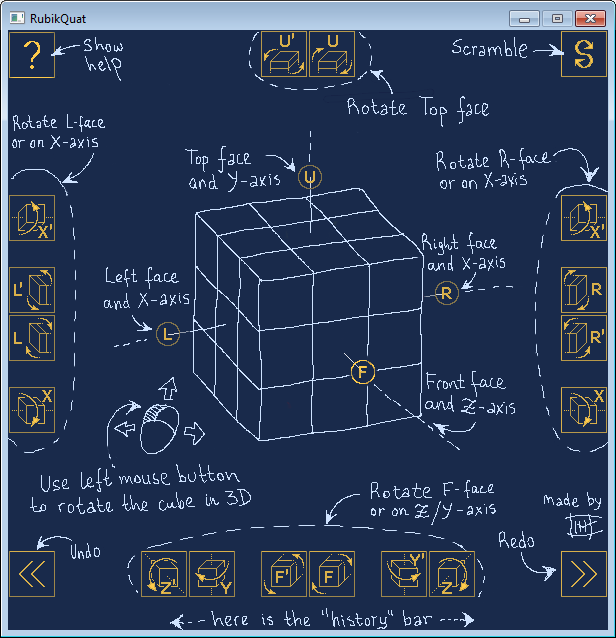 RubikQuat
?
Show
help
U' U
Scramble
Rotate Top face
Rotate L-face
or on X-axis
Top face
and Y-axis
U
Rotate R-face
or on X-axis
X'
X'
Right face
and X-axis
Left face
and X-axis
R
L'
R
L
L
R'
F
Front face
and Z-axis
X
X
Use left mouse button
to rotate the cube in 3D
Rotate F-face
or on Z/Y-axis
made by
Undo
Redo
Z' Y F' F Y' Z
here is the "history" bar